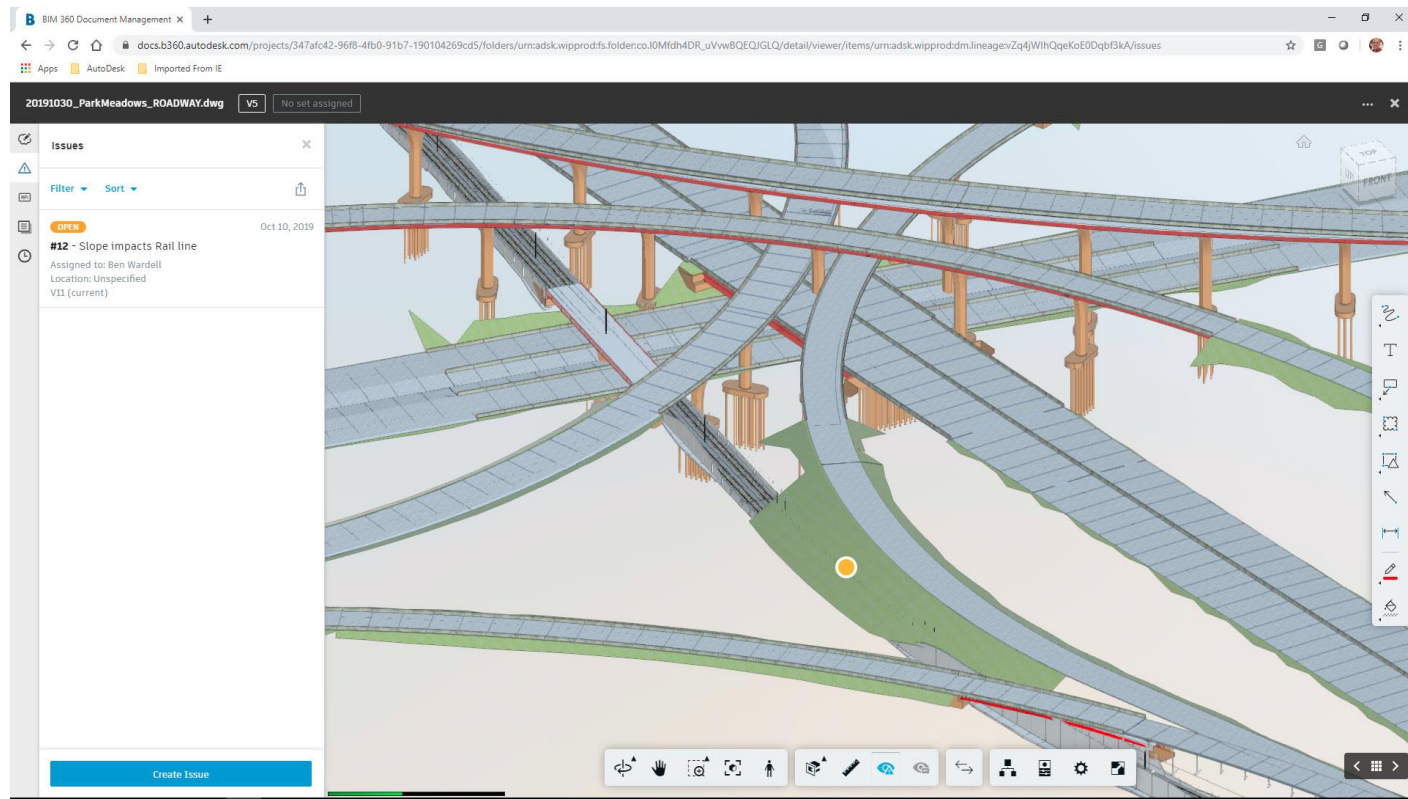 BIM 360 Document Management
docs.b360.autodesk.com/projects/347afc42-96f8-4fb0-91b7-190104269cd5/folders/urn:adsk.wipprod:fs.folder:co.l0Mfdh4DR_uVvwBQEQJGLQ/detail/viewer/items/urn:adsk.wipprod:dm.lineage:vZq4jWIhQqeKoE0Dqbf3kA/issues
Apps AutoDesk Imported From IE
20191030_ParkMeadows_ROADWAY.dwg V5 No set assigned
Issues
Filter Sort
OPEN Oct 10, 2019
#12 - Slope impacts Rail line
Assigned to: Ben Wardell
Location: Unspecified
V11 (current)
Create Issue
TOP
FRONT
T